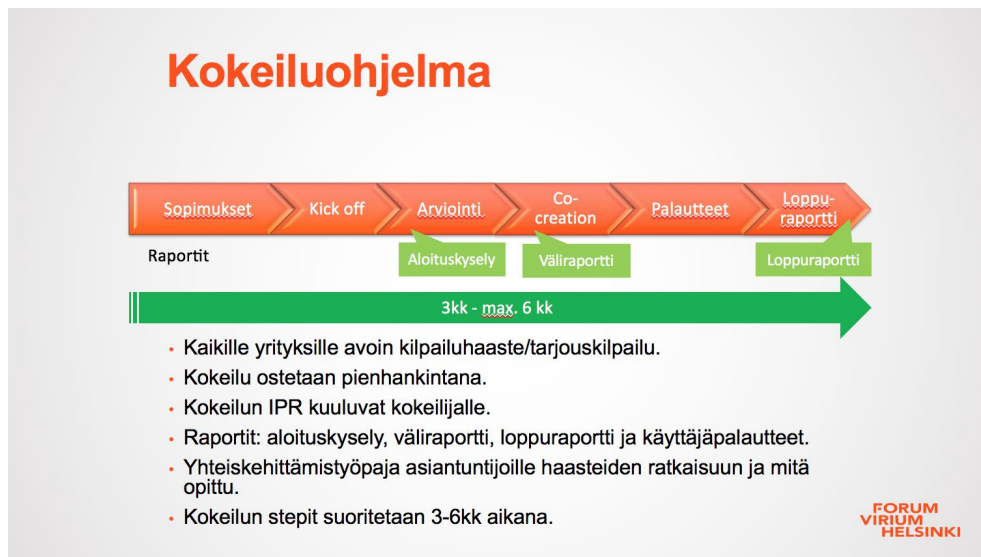 Kokeiluohjelma
Sopimukset
Kick off
Arviointi
Co-
creation
Palautteet
Loppu-
raportti
Raportit
Aloituskysely
Väliraportti
Loppuraportti
3kk - max. 6 kk
• Kaikille yrityksille avoin kilpailuhaaste/tarjouskilpailu.
• Kokeilu ostetaan pienhankintana.
• Kokeilun IPR kuuluvat kokeilijalle.
• Raportit: aloituskysely, väliraportti, loppuraportti ja käyttäjäpalautteet.
• Yhteiskehittämistyöpaja asiantuntijoille haasteiden ratkaisuun ja mitä
opittu.
• Kokeilun stepit suoritetaan 3-6kk aikana.
FORUM
VIRIUM
HELSINKI